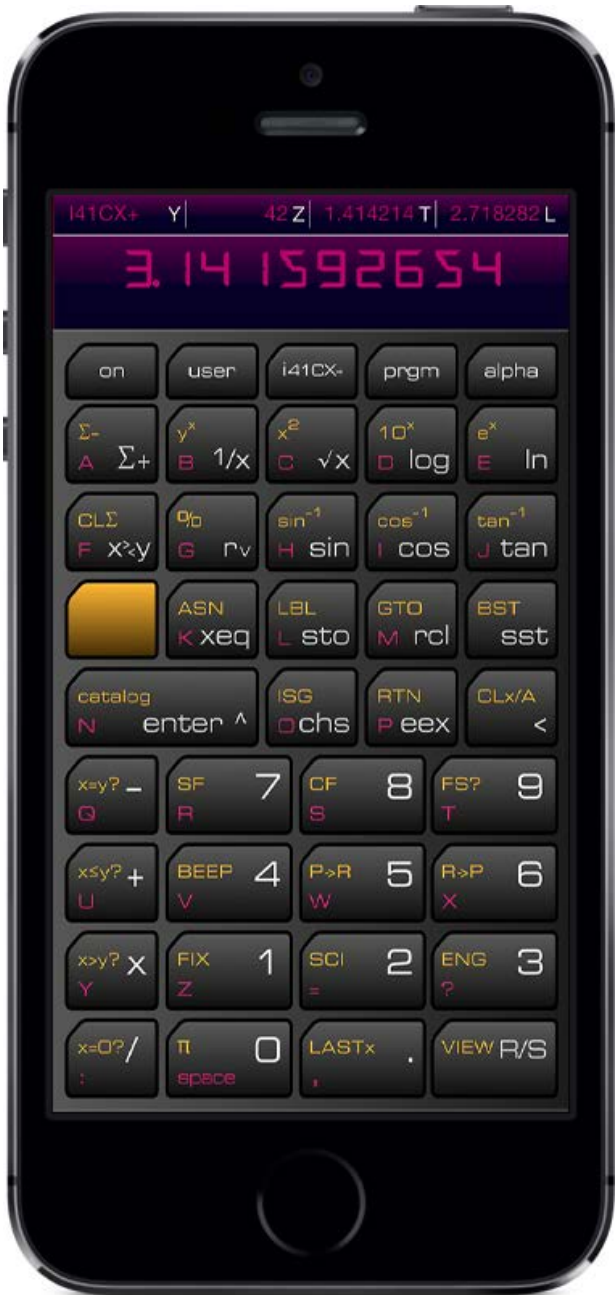 I41CX+ Y| 42 Z| 1.414214 T| 2.718282 L
3.141592654
on user i41CX+ prgm alpha
Σ- yˣ x² 10ˣ eˣ
A Σ+ B 1/x C √x D log E ln
CLΣ % sin⁻¹ cos⁻¹ tan⁻¹
F x><y G rv H sin I cos J tan
ASN LBL GTO BST
K xeq L sto M rcl sst
catalog ISG RTN CLx/A
N enter ^ O chs P eex <
x=y? - SF 7 CF 8 FS? 9
Q R S T
x≤y? + BEEP 4 P>R 5 R>P 6
U V W X
x>y? x FIX 1 SCI 2 ENG 3
Y Z = ?
x=0? / π 0 LASTx . VIEW R/S
: space ,